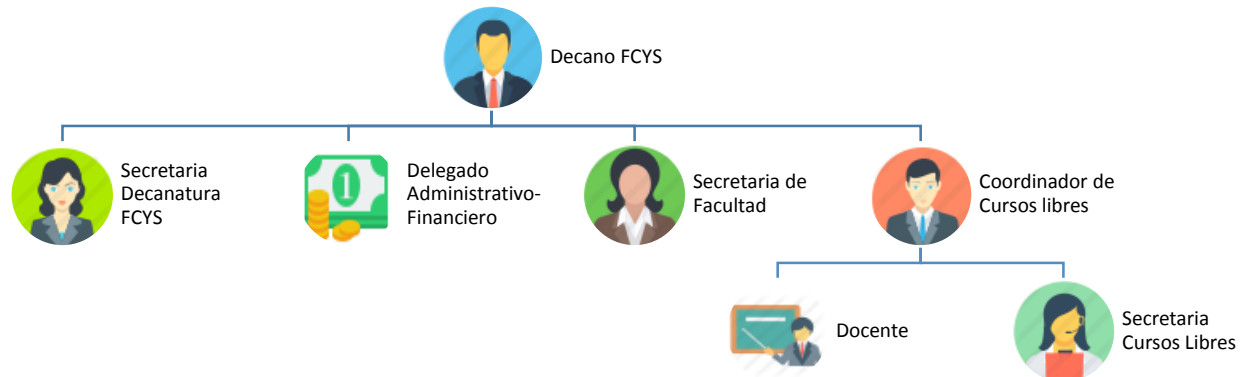 Decano FCYS
Secretaria
Decanatura
FCYS
1
Delegado
Administrativo-
Financiero
Secretaria de
Facultad
Coordinador de
Cursos libres
Docente
Secretaria
Cursos Libres